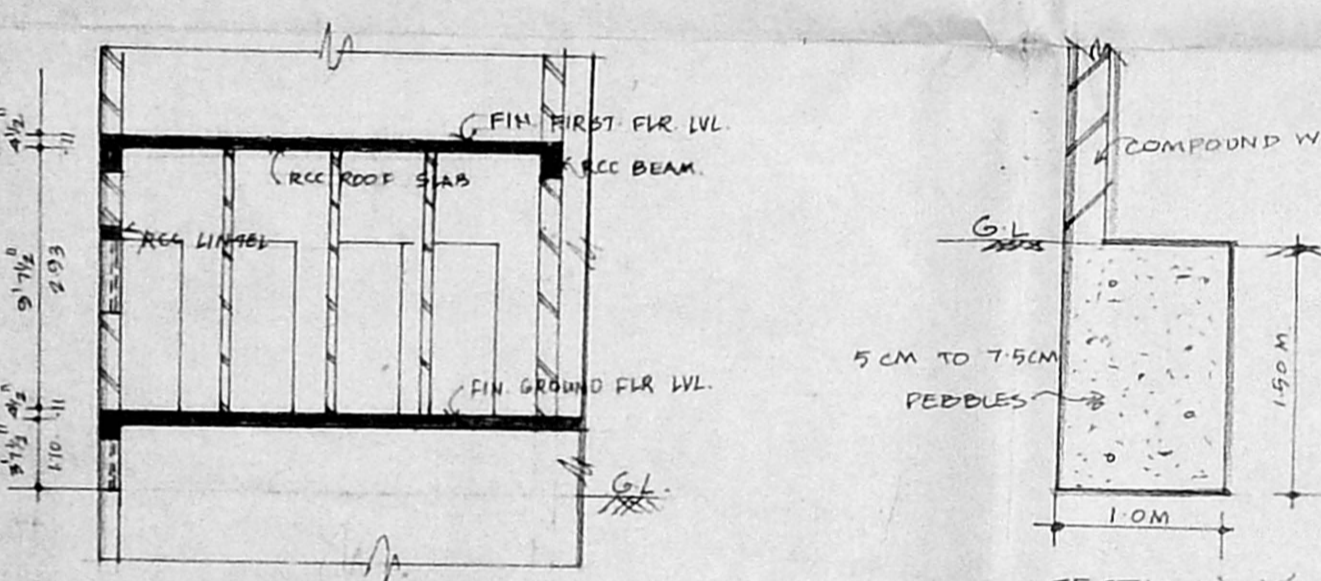 FIN. FIRST FLR. LVL.
RCC BEAM.
RCC ROOF SLAB
RCC LINTEL
FIN. GROUND FLR LVL.
G.L.
4½"
.11
9'7½"
2.93
4½"
.11
3'7½"
1.10
COMPOUND W
G.L
5 CM TO 7.5CM
PEBBLES
1.50M
1.0M